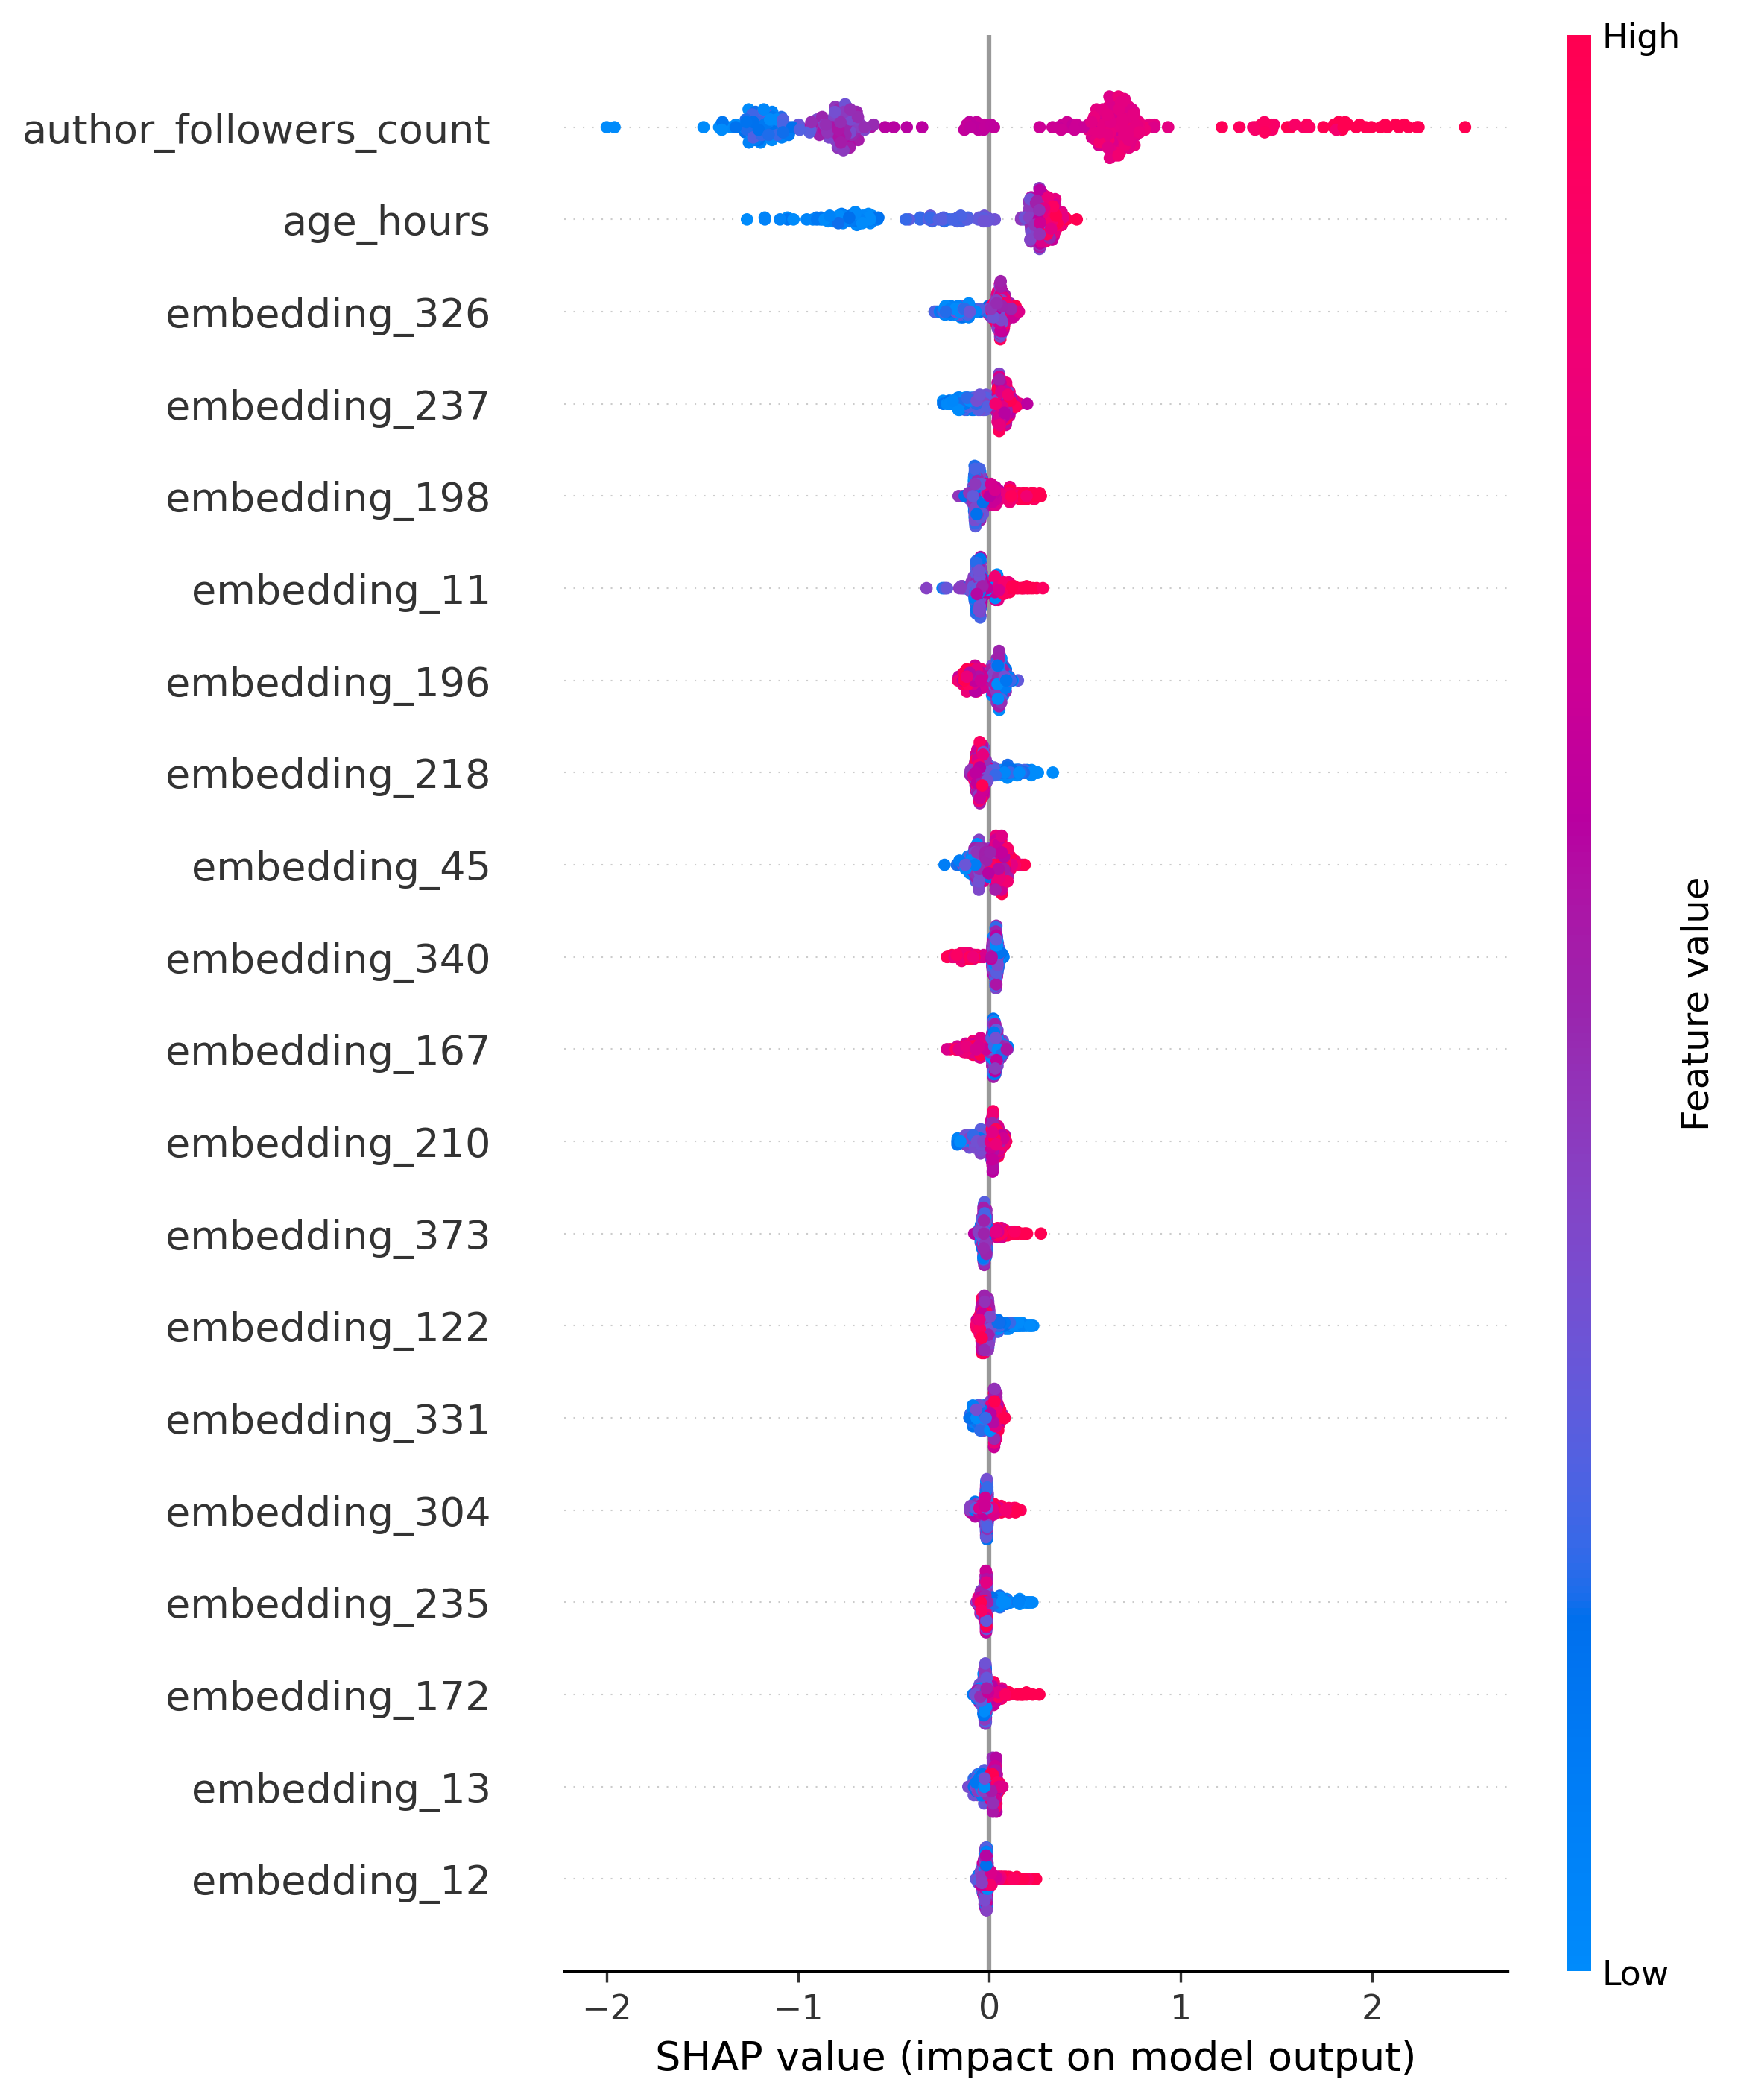 High
author_followers_count
age_hours
embedding_326
embedding_237
embedding_198
embedding_11
embedding_196
embedding_218
embedding_45
embedding_340
embedding_167
embedding_210
embedding_373
embedding_122
embedding_331
embedding_304
embedding_235
embedding_172
embedding_13
embedding_12
Feature value
Low
−2 −1 0 1 2
SHAP value (impact on model output)